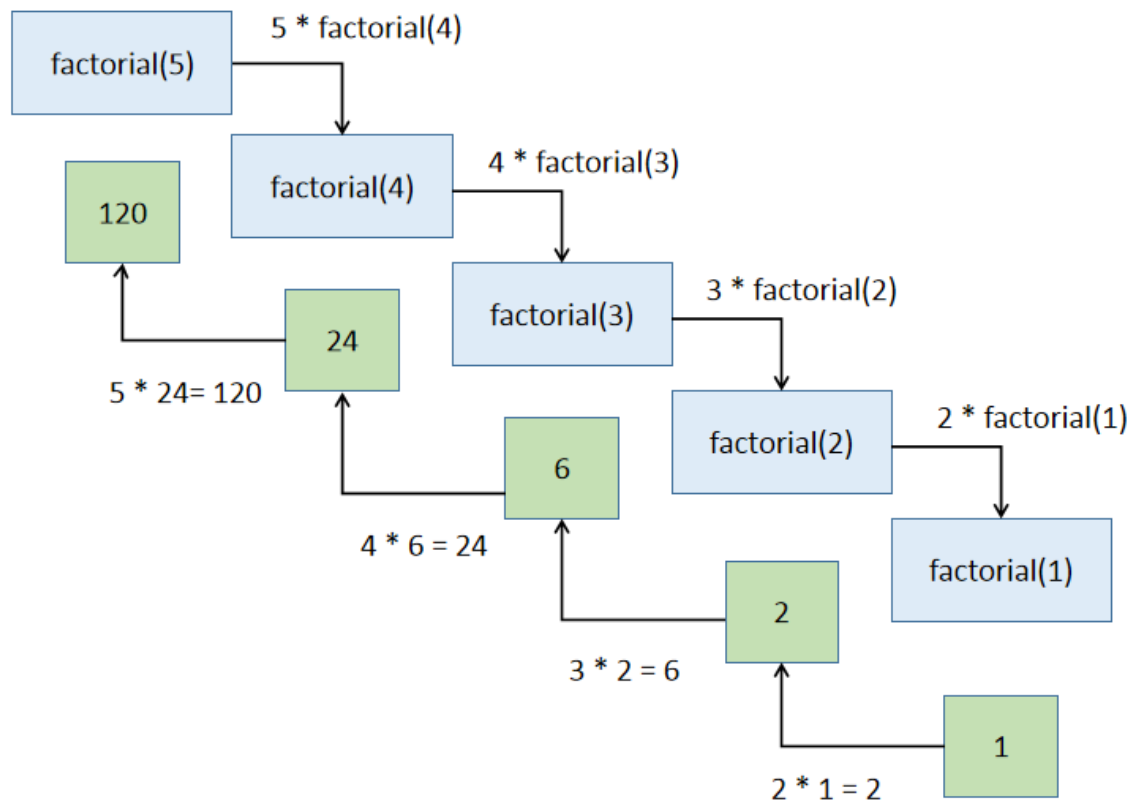 5 * factorial(4)
factorial(5)
4 * factorial(3)
factorial(4)
120
3 * factorial(2)
factorial(3)
24
5 * 24= 120
2 * factorial(1)
factorial(2)
6
4 * 6 = 24
factorial(1)
2
3 * 2 = 6
1
2 * 1 = 2